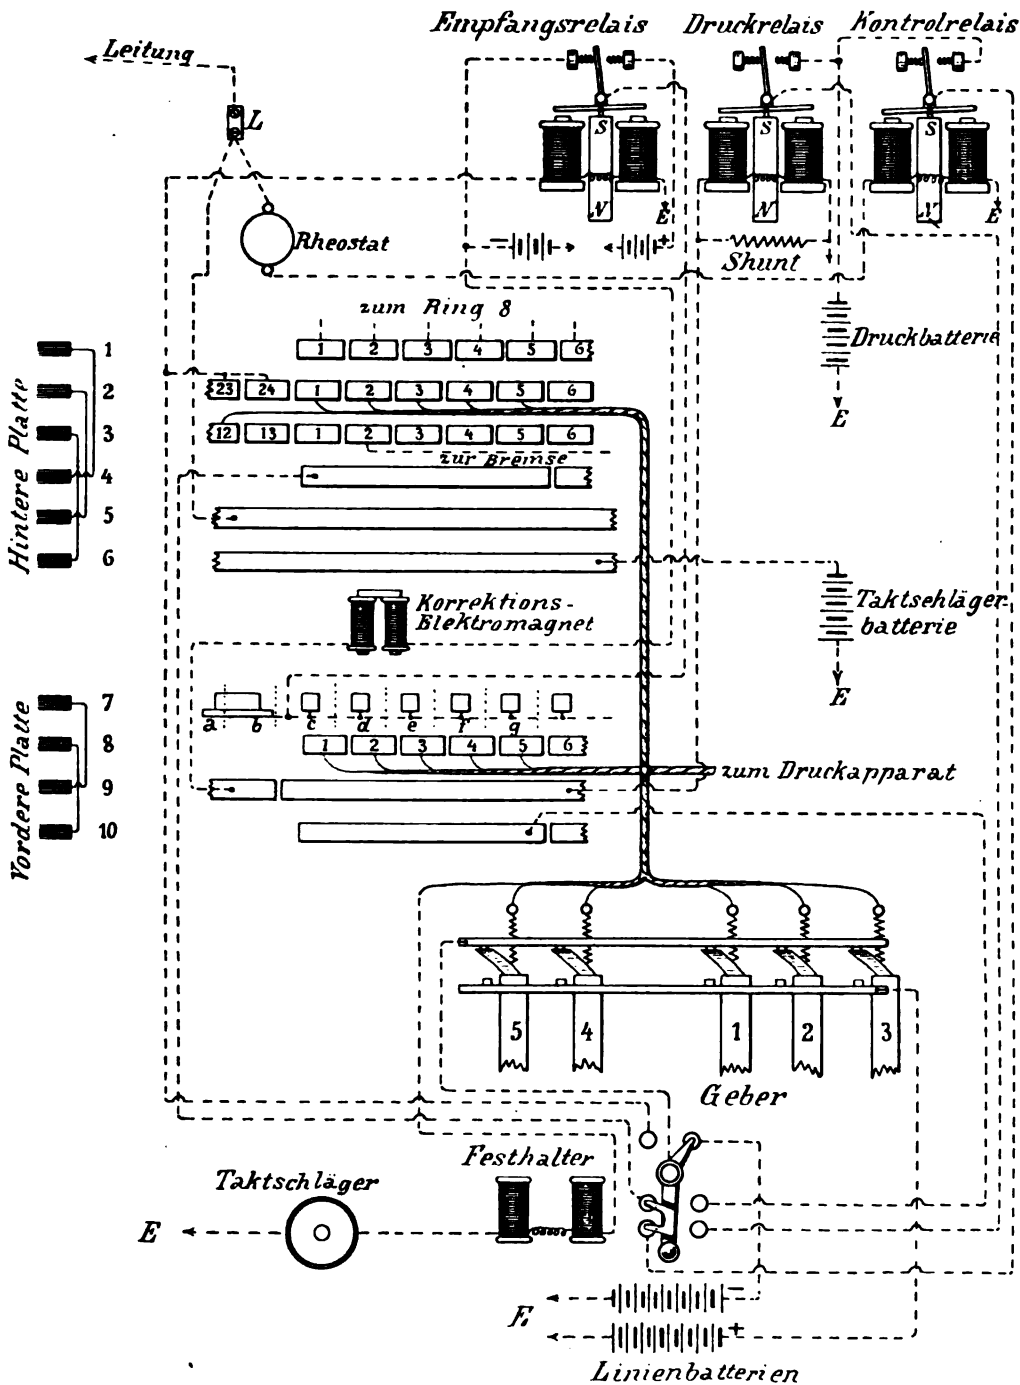 Empfangsrelais Druckrelais Kontrolrelais
Leitung
L
S S S
N E N N E
Rheostat
− +
Shunt
zum Ring 8
Druckbatterie
E
Hintere Platte
1 1 2 3 4 5 6
2 23 24 1 2 3 4 5 6
3 12 13 1 2 3 4 5 6
zur Bremse
4
5
6
Korrektions-
Elektromagnet
Taktsehläger-
batterie
E
Vordere Platte
7
a b c d e f g
8 1 2 3 4 5 6
zum Druckapparat
9
10
5 4 1 2 3
Geber
Festhalter
Taktschläger
E
−
E
+
Linienbatterien